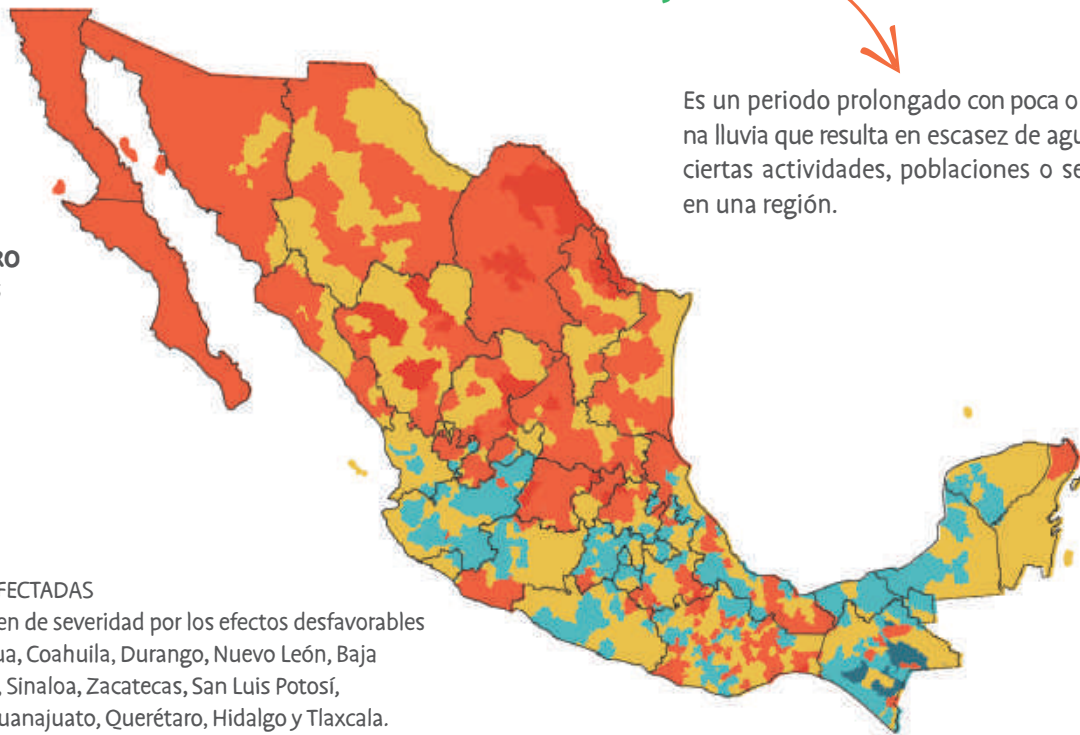 Es un periodo prolongado con poca o
na lluvia que resulta en escasez de agu
ciertas actividades, poblaciones o se
en una región.
RO
FECTADAS
en de severidad por los efectos desfavorables
ua, Coahuila, Durango, Nuevo León, Baja
, Sinaloa, Zacatecas, San Luis Potosí,
uanajuato, Querétaro, Hidalgo y Tlaxcala.